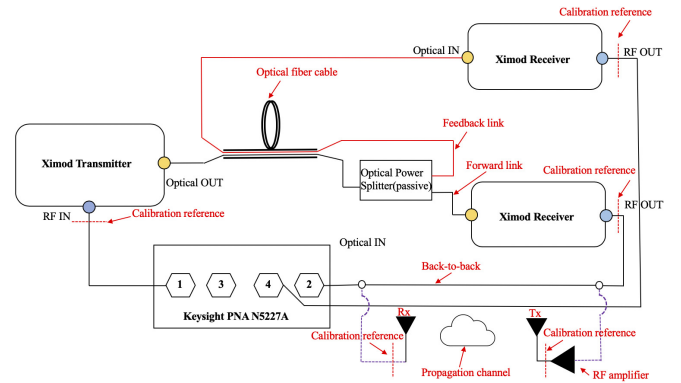 Calibration reference
Optical IN
Ximod Receiver
RF OUT
Optical fiber cable
Feedback link
Ximod Transmitter
Optical OUT
Optical Power
Splitter(passive)
Forward link
Calibration reference
RF IN
Calibration reference
Ximod Receiver
RF OUT
Optical IN
Back-to-back
1
3
4
2
Keysight PNA N5227A
Rx
Tx
Calibration reference
Calibration reference
Propagation channel
RF amplifier